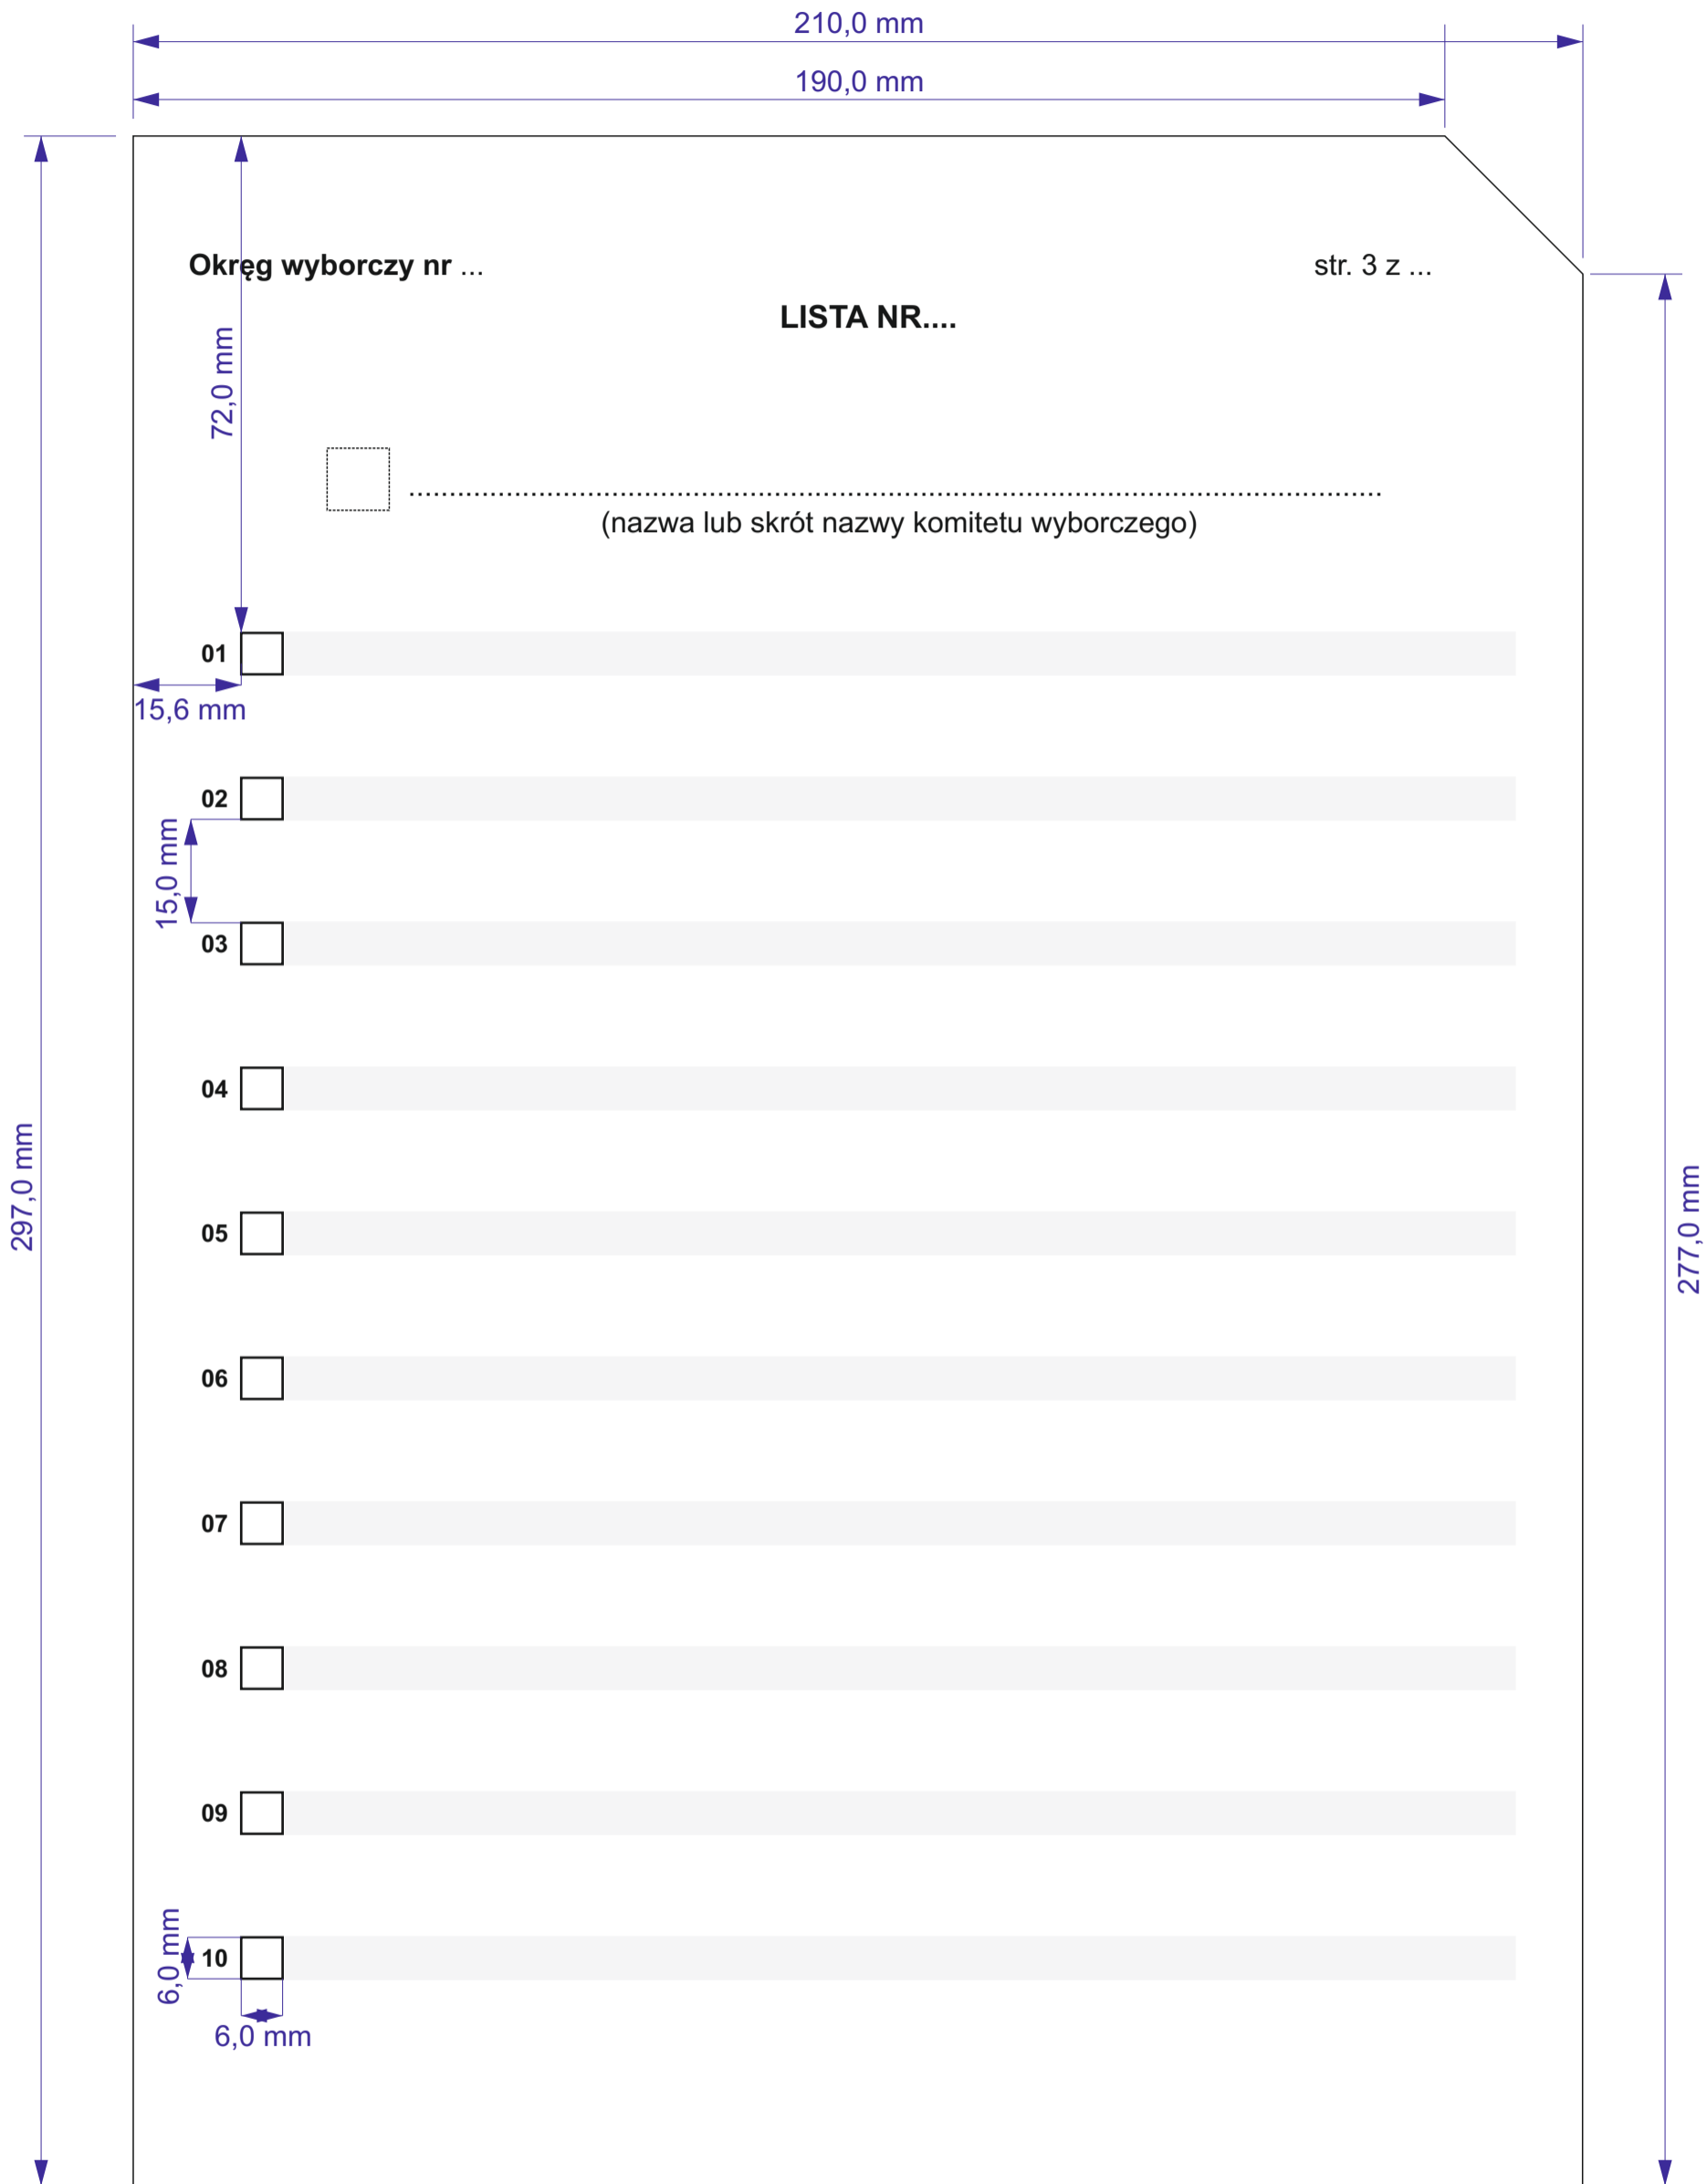 210,0 mm
190,0 mm
Okręg wyborczy nr ...
str. 3 z ...
LISTA NR....
72,0 mm
..........................................................................................................................
(nazwa lub skrót nazwy komitetu wyborczego)
01
15,6 mm
02
15,0 mm
03
04
297,0 mm
277,0 mm
05
06
07
08
09
6,0 mm
10
6,0 mm